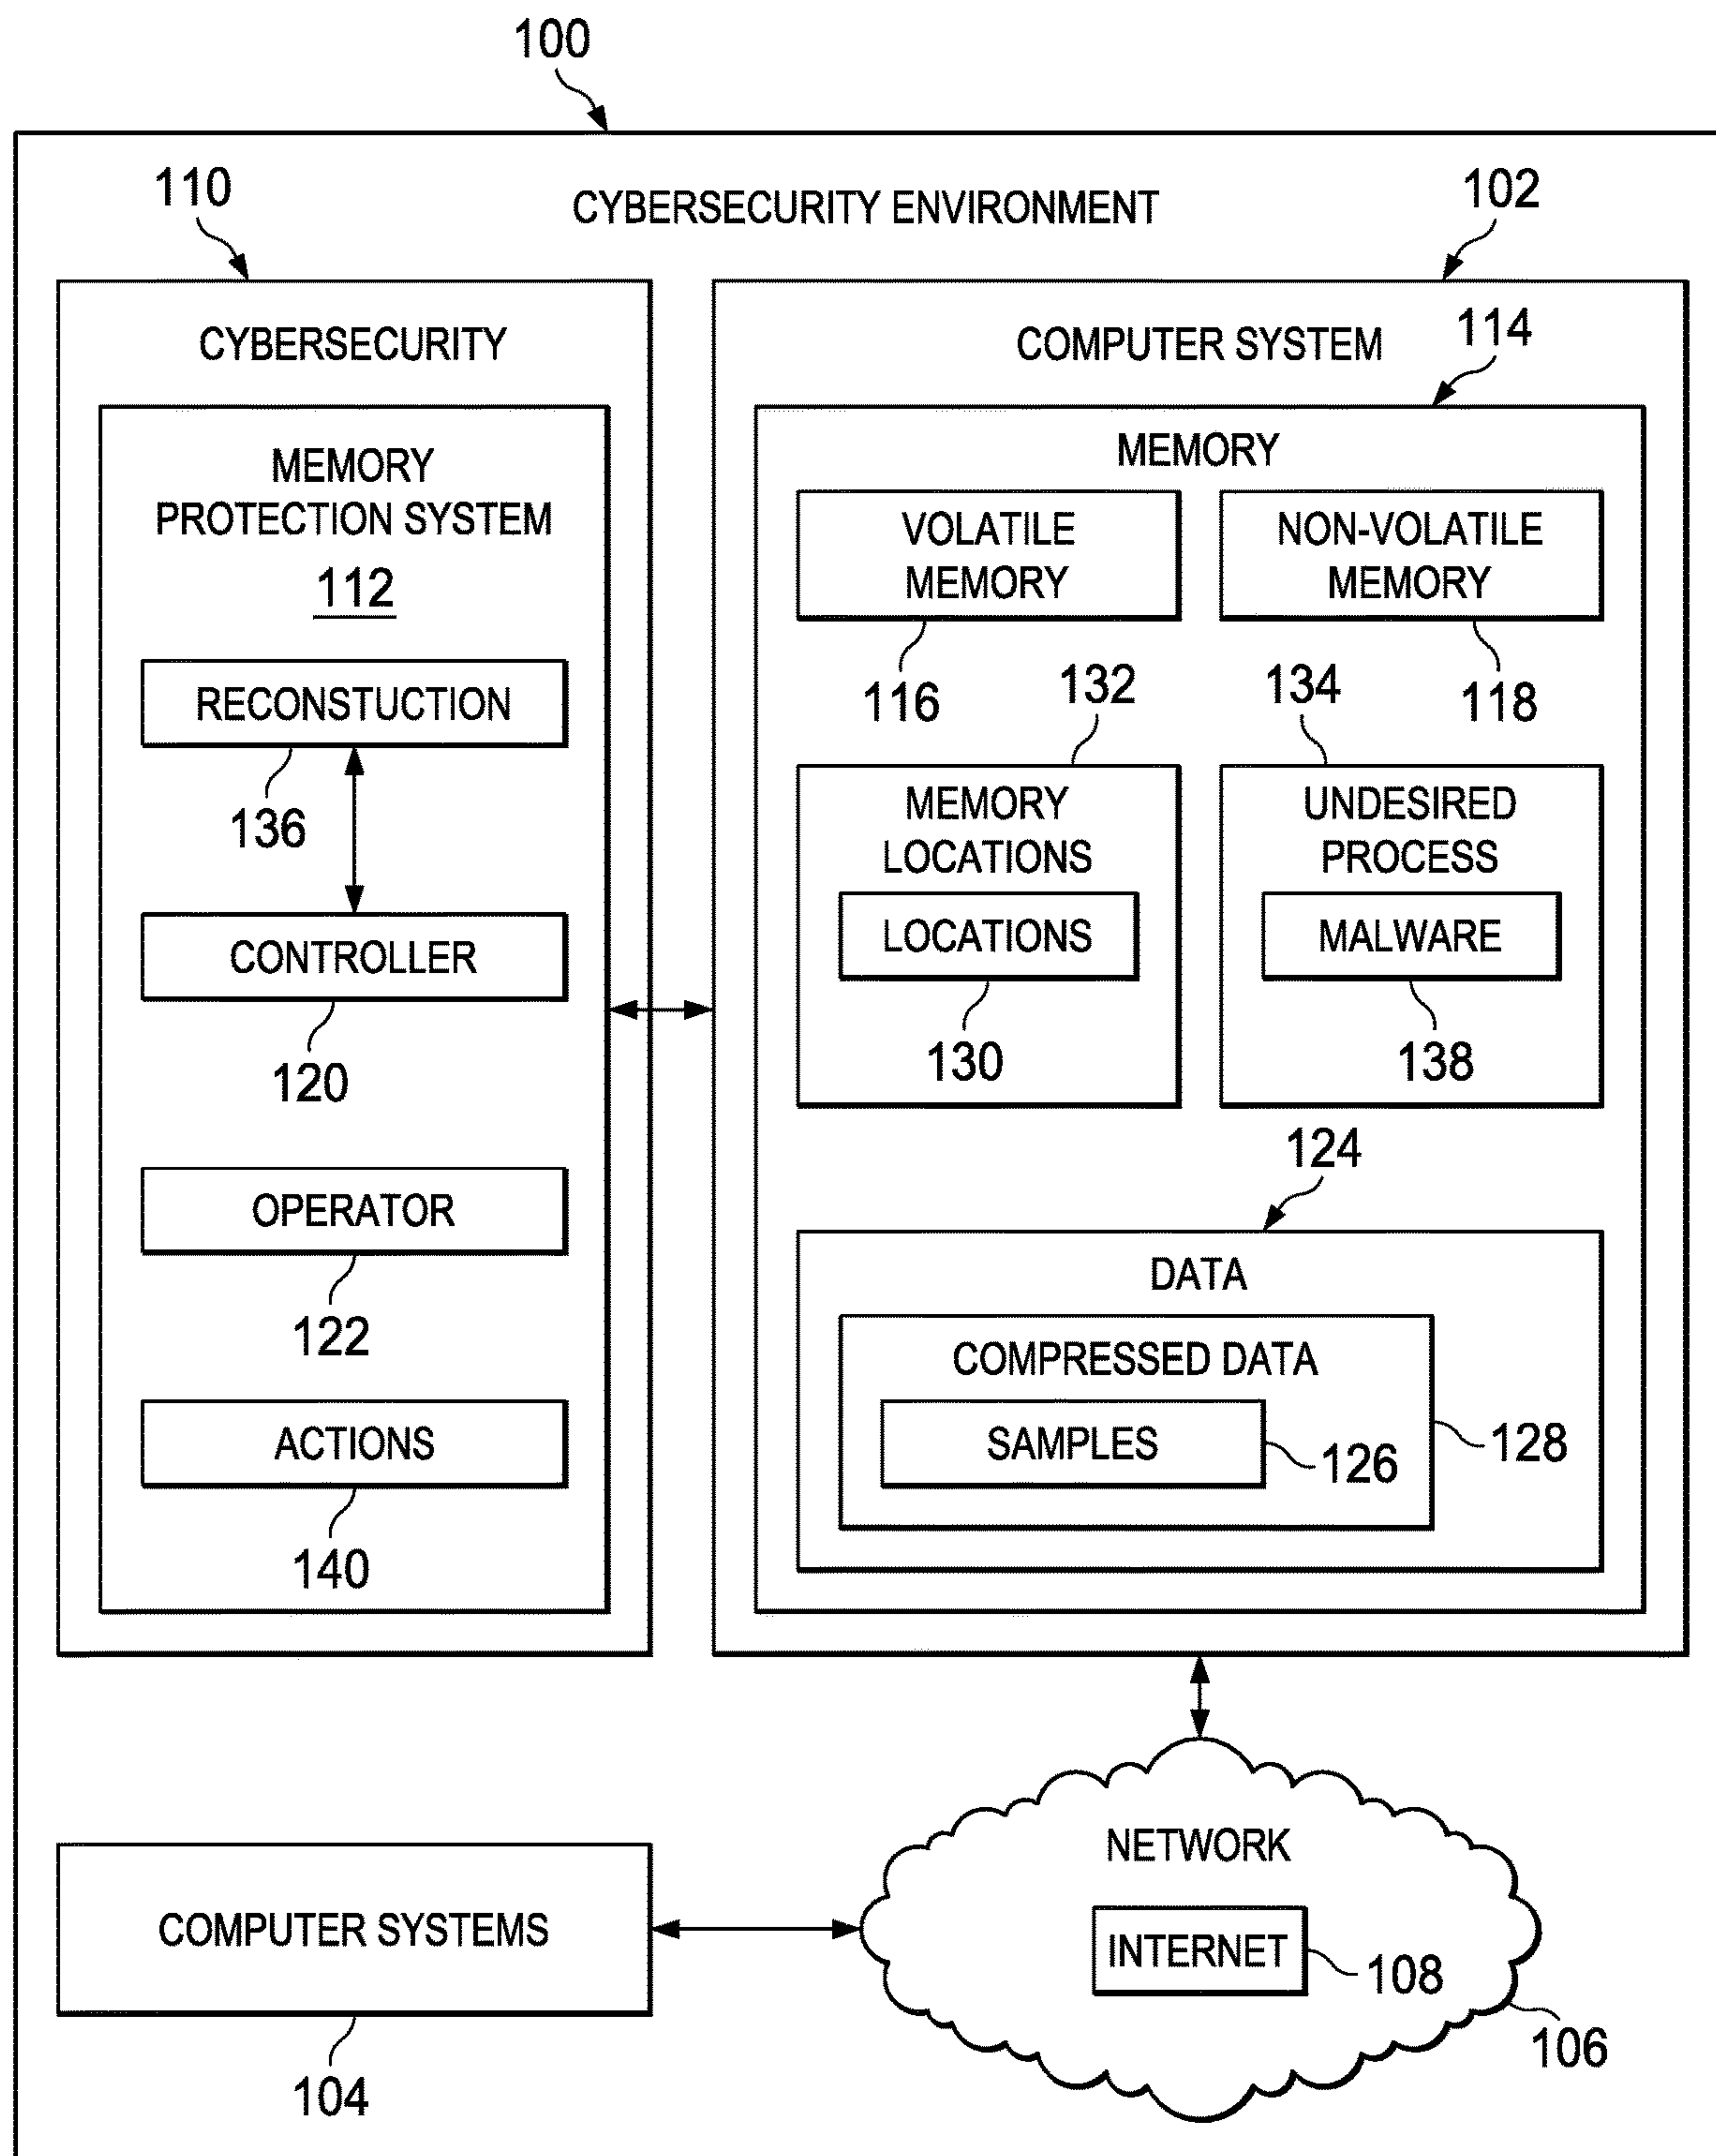 100
110
CYBERSECURITY ENVIRONMENT
102
CYBERSECURITY
MEMORY
PROTECTION SYSTEM
112
RECONSTUCTION
136
CONTROLLER
120
OPERATOR
122
ACTIONS
140
COMPUTER SYSTEM
114
MEMORY
VOLATILE
MEMORY
116
NON-VOLATILE
MEMORY
118
132
MEMORY
LOCATIONS
LOCATIONS
130
134
UNDESIRED
PROCESS
MALWARE
138
124
DATA
COMPRESSED DATA
SAMPLES
126
128
COMPUTER SYSTEMS
104
NETWORK
INTERNET
108
106